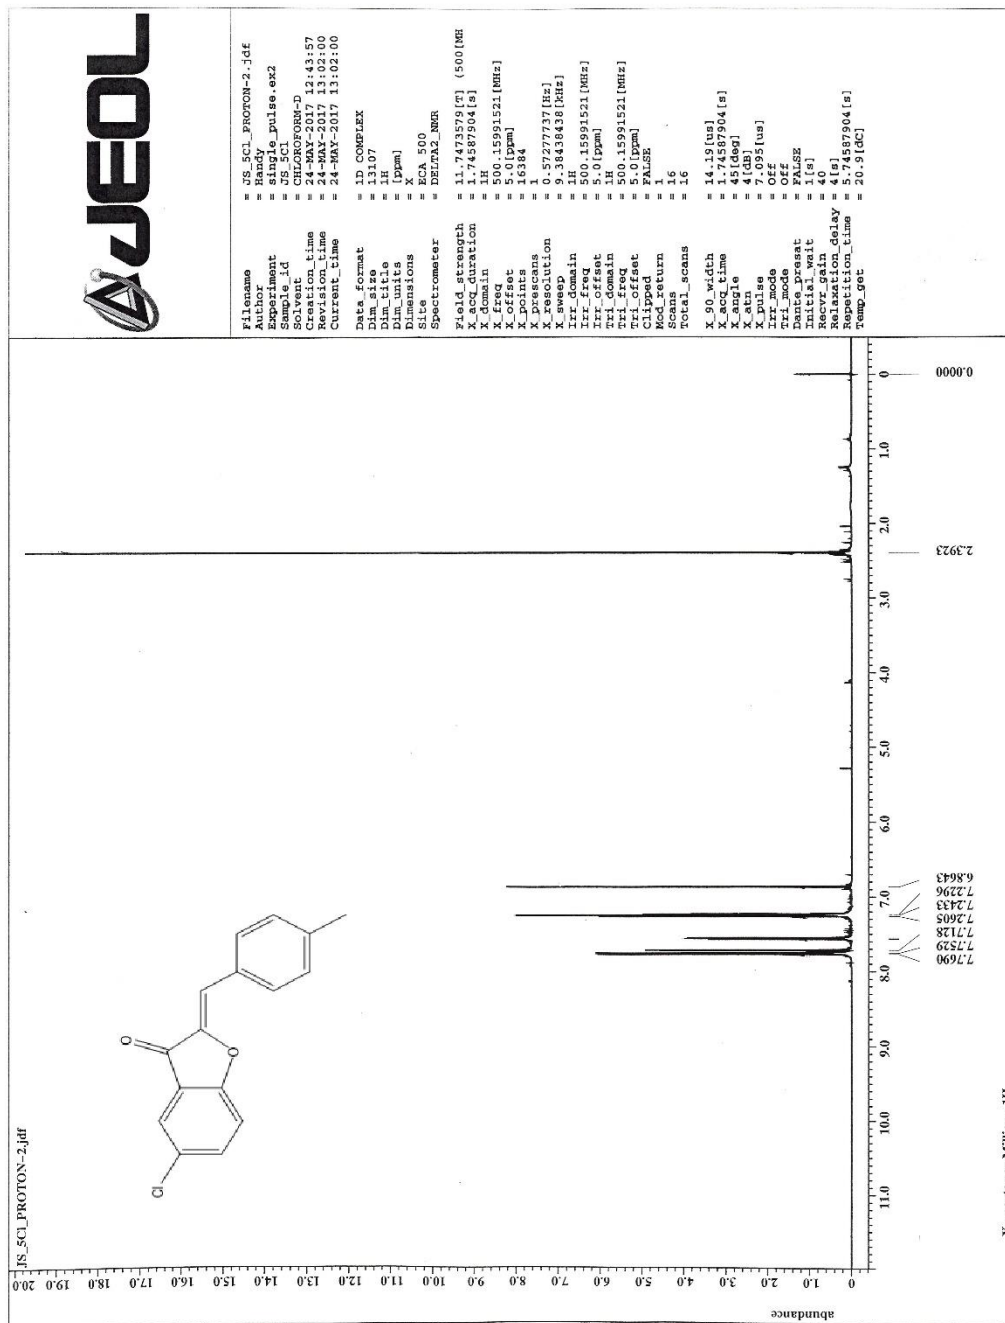 JEOL
Filename = JS_5Cl_PROTON-2.jdf
Author = Handy
Experiment = single_pulse.ex2
Sample_id = JS_5Cl
Solvent = CHLOROFORM-D
Creation_time = 24-MAY-2017 12:43:57
Revision_time = 24-MAY-2017 13:02:00
Current_time = 24-MAY-2017 13:02:00
Data_format = 1D COMPLEX
Dim_size = 13107
Dim_title = 1H
Dim_units = [ppm]
Dimensions = X
Site = ECA 500
Spectrometer = DELTA2_NMR
Field_strength = 11.7473579[T] (500[MH
X_acq_duration = 1.74587904[s]
X_domain = 1H
X_freq = 500.15991521[MHz]
X_offset = 5.0[ppm]
X_points = 16384
X_prescans = 1
X_resolution = 0.57277737[Hz]
X_sweep = 9.38438438[kHz]
Irr_domain = 1H
Irr_freq = 500.15991521[MHz]
Irr_offset = 5.0[ppm]
Tri_domain = 1H
Tri_freq = 500.15991521[MHz]
Tri_offset = 5.0[ppm]
Clipped = FALSE
Mod_return = 1
Scans = 16
Total_scans = 16
X_90_width = 14.19[us]
X_acq_time = 1.74587904[s]
X_angle = 45[deg]
X_atn = 4[dB]
X_pulse = 7.095[us]
Irr_mode = Off
Tri_mode = Off
Dante_presat = FALSE
Initial_wait = 1[s]
Recvr_gain = 40
Relaxation_delay = 4[s]
Repetition_time = 5.74587904[s]
Temp_get = 20.9[dC]
JS_5Cl_PROTON-2.jdf
Cl
O
O
abundance
0 1.0 2.0 3.0 4.0 5.0 6.0 7.0 8.0 9.0 10.0 11.0 12.0 13.0 14.0 15.0 16.0 17.0 18.0 19.0 20.0
11.0 10.0 9.0 8.0 7.0 6.0 5.0 4.0 3.0 2.0 1.0 0
7.7690
7.7529
7.7128
7.2605
7.2433
7.2296
6.8643
2.3923
0.0000